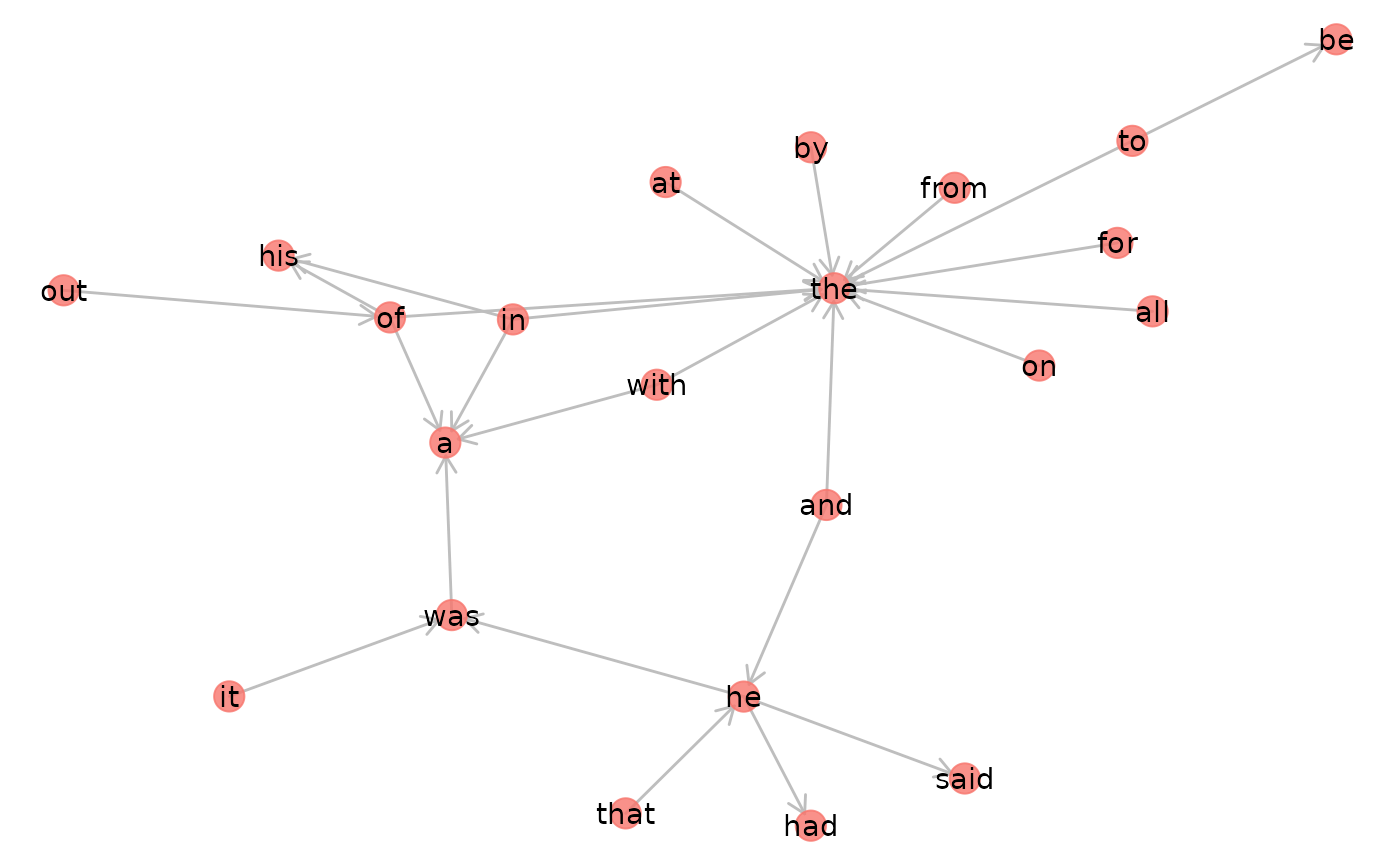 be
to
by
at
from
for
his
out
the
of
in
all
on
with
a
and
was
it
he
said
that
had